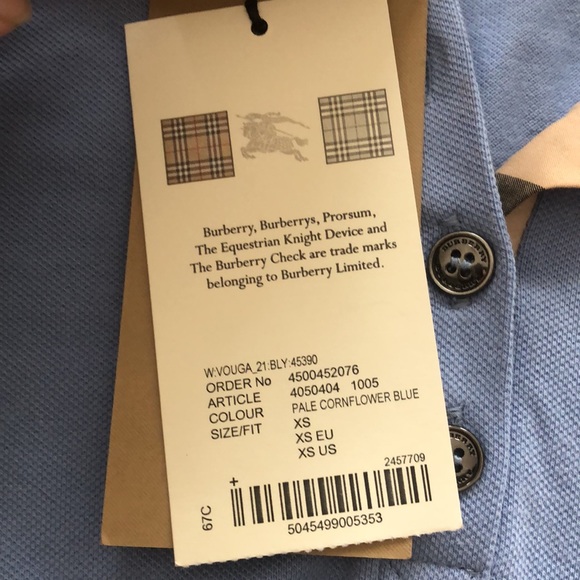 Burberry, Burberrys, Prorsum,
The Equestrian Knight Device and
The Burberry Check are trade marks
belonging to Burberry Limited.
W:VOUGA_21:BLY:45390
ORDER No 4500452076
ARTICLE 4050404 1005
COLOUR PALE CORNFLOWER BLUE
SIZE/FIT XS
XS EU
XS US
2457709
67C
5045499005353
BURBERRY